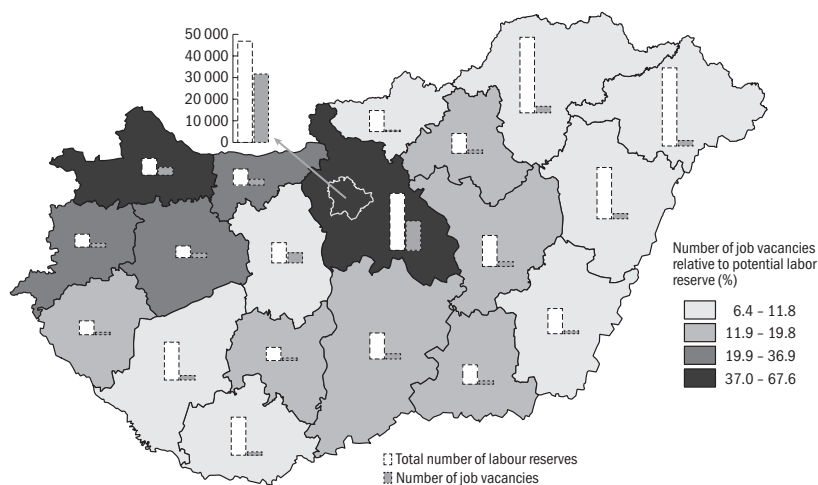 50 000
40 000
30 000
20 000
10 000
0
Number of job vacancies
relative to potential labor
reserve (%)
6.4 – 11.8
11.9 – 19.8
19.9 – 36.9
37.0 – 67.6
Total number of labour reserves
Number of job vacancies